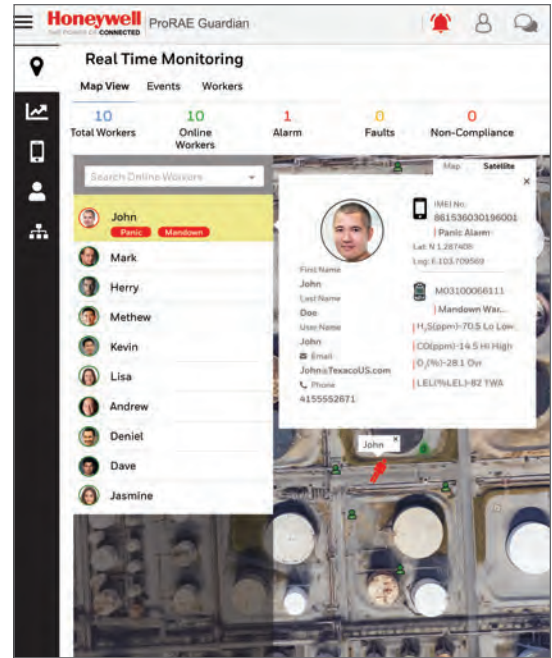 Honeywell
THE POWER OF CONNECTED
ProRAE Guardian
Real Time Monitoring
Map View Events Workers
10 10 1 0 0
Total Workers Online Workers Alarm Faults Non-Compliance
Search Online Workers
John
Panic Mandown
Mark
Herry
Methew
Kevin
Lisa
Andrew
Deniel
Dave
Jasmine
Map Satellite
×
First Name
John
Last Name
Doe
User Name
John
Email
John@TexacoUS.com
Phone
4155552671
IMEI No.
861536030196001
Panic Alarm
Lat: N 1.287408
Lng: E-103.709569
M03100066111
Mandown War...
H₂S(ppm)-70.5 Lo Low
CO(ppm)-14.5 Hi High
O₂(%)-28.1 Ovr
LEL(%LEL)-82 TWA
John ×